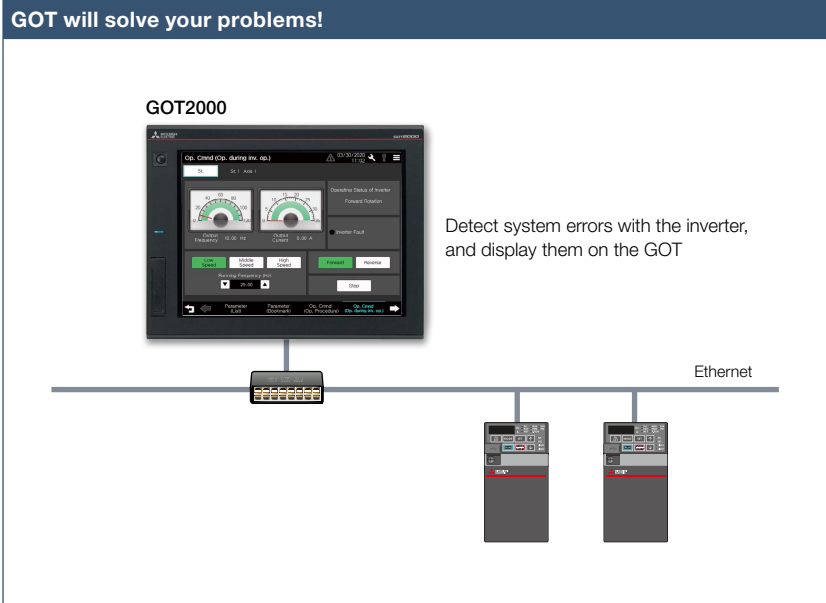 GOT will solve your problems!
GOT2000
MITSUBISHI
ELECTRIC
GOT2000
Op. Cmnd (Op. during inv. op.)
03/30/2020
11:02
St.
St. 1 Axis 1
Operating Status of Inverter
Forward Rotation
Inverter Fault
Output
Frequency
10.00 Hz
Output
Current
0.00 A
Low
Speed
Middle
Speed
High
Speed
Forward
Reverse
Running Frequency (Hz)
25.00
Stop
Parameter
(List)
Parameter
(Bookmark)
Op. Cmnd
(Op. Procedure)
Op. Cmnd
(Op. during inv. op.)
Detect system errors with the inverter,
and display them on the GOT
Ethernet